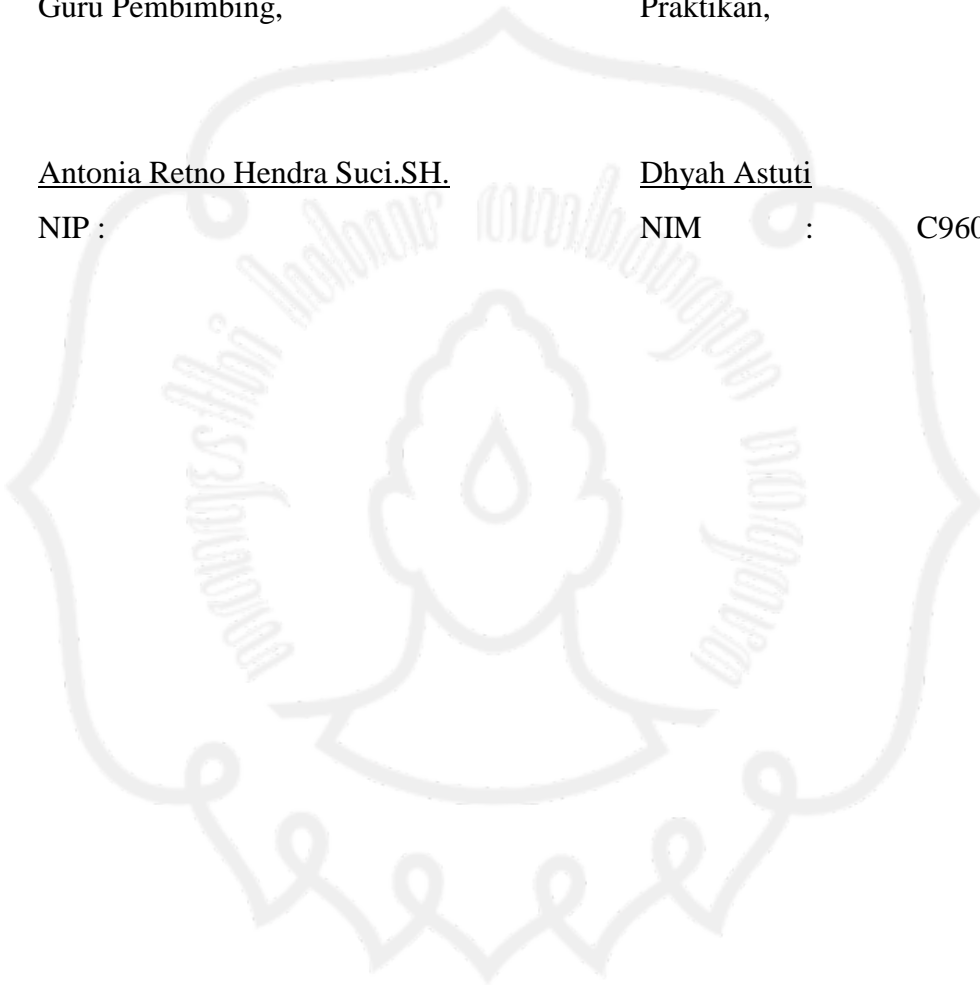 Guru Pembimbing, Praktikan,
Antonia Retno Hendra Suci.SH. Dhyah Astuti
NIP : NIM : C960